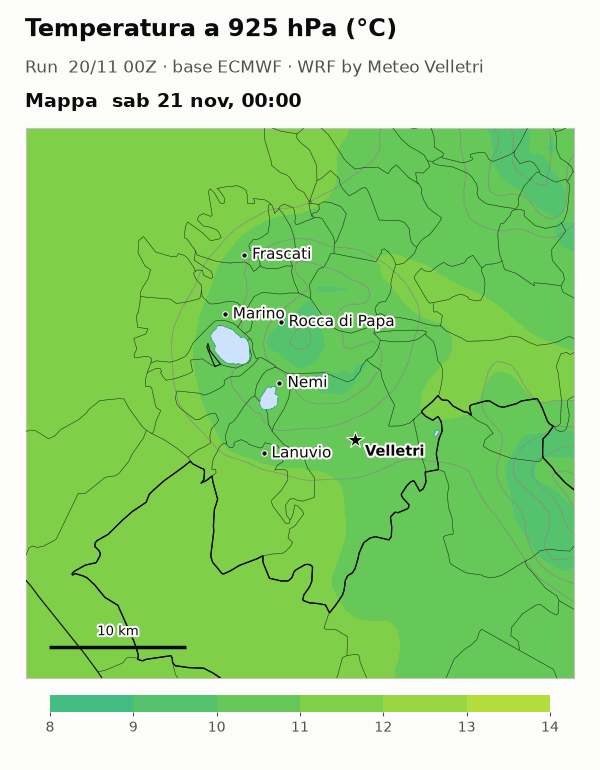 Temperatura a 925 hPa (°C)
Run  20/11 00Z · base ECMWF · WRF by Meteo Velletri
Mappa  sab 21 nov, 00:00
Frascati
Marino
Rocca di Papa
Nemi
Velletri
Lanuvio
10 km
8 9 10 11 12 13 14